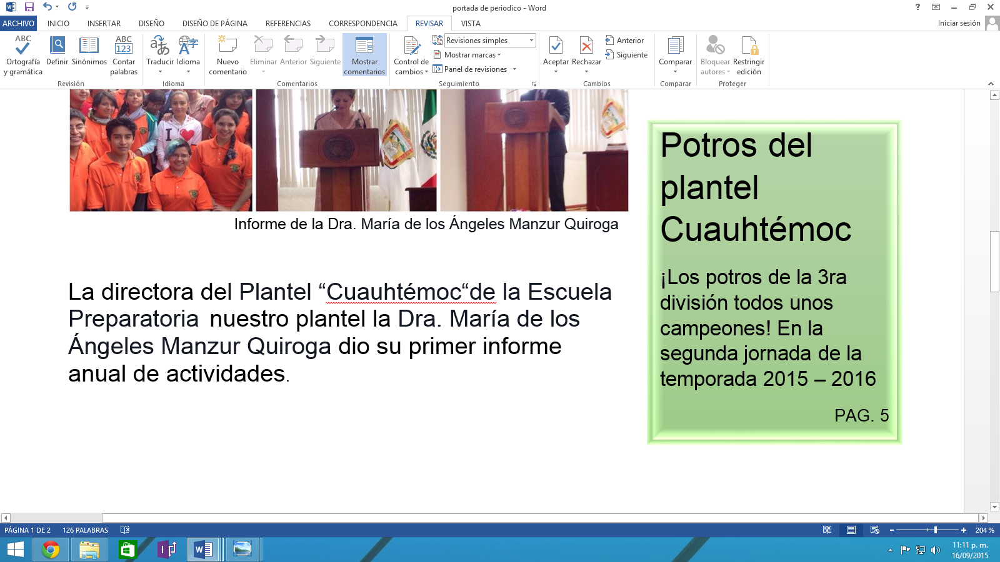 portada de periodico - Word
ARCHIVO INICIO INSERTAR DISEÑO DISEÑO DE PÁGINA REFERENCIAS CORRESPONDENCIA REVISAR VISTA Iniciar sesión
ABC
Ortografía
y gramática
Definir
Sinónimos
ABC
123
Contar
palabras
Revisión
Traducir
Idioma
Idioma
Nuevo
comentario
Eliminar
Anterior
Siguiente
Mostrar
comentarios
Comentarios
Control de
cambios
Revisiones simples
Mostrar marcas
Panel de revisiones
Seguimiento
Aceptar
Rechazar
Anterior
Siguiente
Cambios
Comparar
Comparar
Bloquear
autores
Restringir
edición
Proteger
I
Informe de la Dra. María de los Ángeles Manzur Quiroga
La directora del Plantel “Cuauhtémoc“de la Escuela
Preparatoria nuestro plantel la Dra. María de los
Ángeles Manzur Quiroga dio su primer informe
anual de actividades.
Potros del
plantel
Cuauhtémoc
¡Los potros de la 3ra
división todos unos
campeones! En la
segunda jornada de la
temporada 2015 – 2016
PAG. 5
PÁGINA 1 DE 2 126 PALABRAS
204 %
11:11 p. m.
16/09/2015